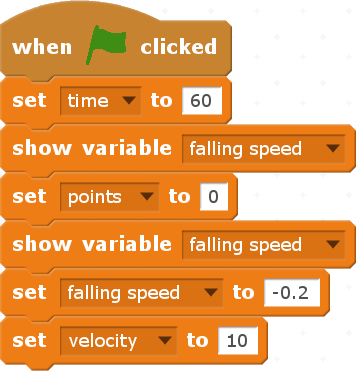 when clicked
set time to 60
show variable falling speed
set points to 0
show variable falling speed
set falling speed to -0.2
set velocity to 10